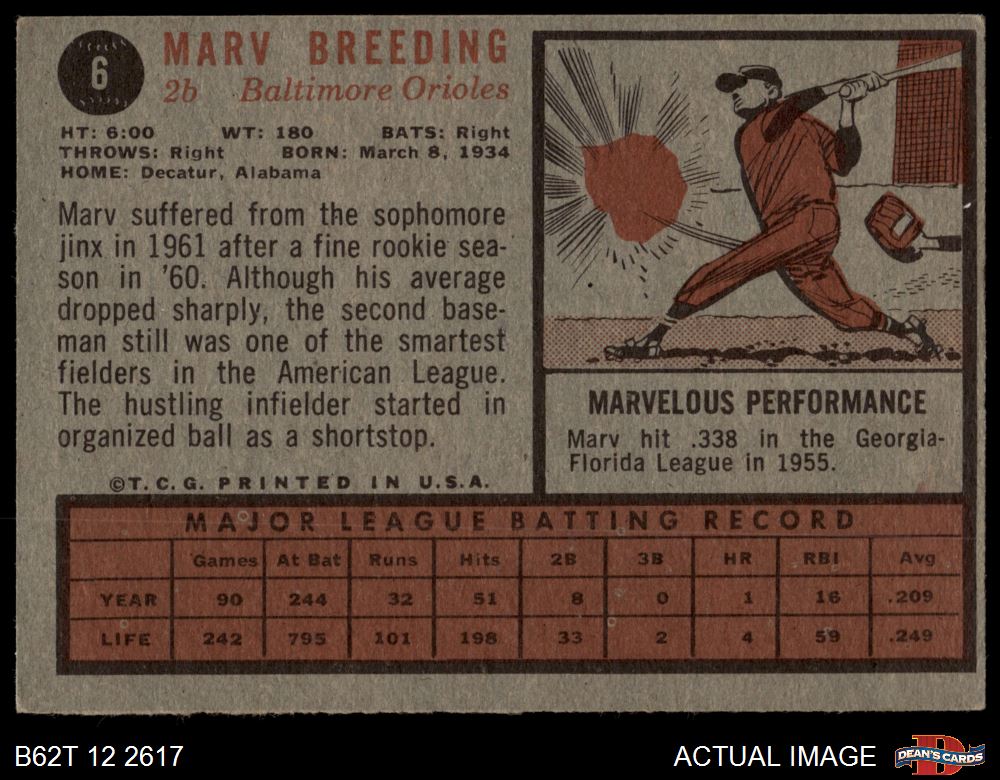 6
MARV BREEDING
2b Baltimore Orioles
HT: 6:00 WT: 180 BATS: Right
THROWS: Right BORN: March 8, 1934
HOME: Decatur, Alabama
Marv suffered from the sophomore
jinx in 1961 after a fine rookie sea-
son in '60. Although his average
dropped sharply, the second base-
man still was one of the smartest
fielders in the American League.
The hustling infielder started in
organized ball as a shortstop.
©T.C.G. PRINTED IN U.S.A.
MARVELOUS PERFORMANCE
Marv hit .338 in the Georgia-
Florida League in 1955.
MAJOR LEAGUE BATTING RECORD
Games At Bat Runs Hits 2B 3B HR RBI Avg
YEAR 90 244 32 51 8 0 1 16 .209
LIFE 242 795 101 198 33 2 4 59 .249
B62T 12 2617
ACTUAL IMAGE
D
DEAN'S CARDS